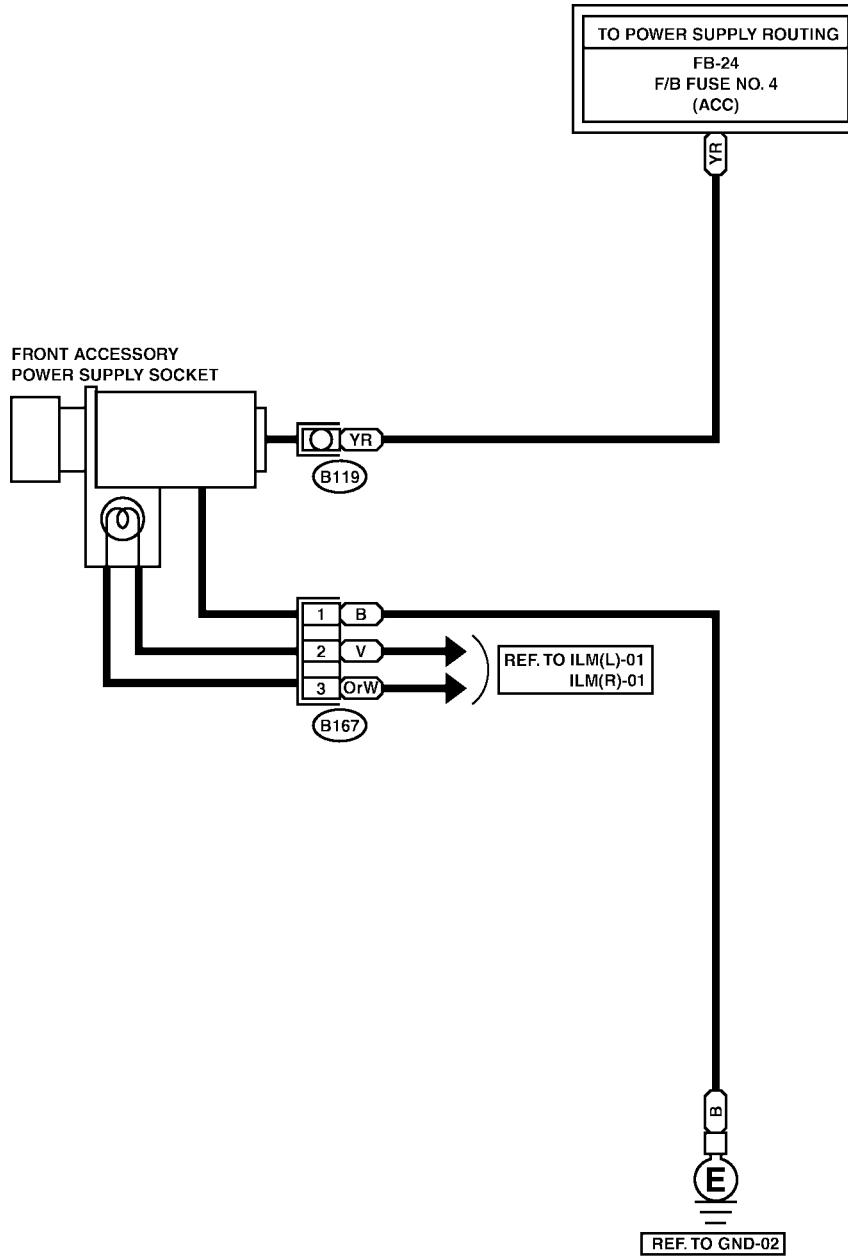 TO POWER SUPPLY ROUTING
FB-24
F/B FUSE NO. 4
(ACC)
YR
FRONT ACCESSORY
POWER SUPPLY SOCKET
YR
B119
1 B
2 V
3 OrW
B167
REF. TO ILM(L)-01
ILM(R)-01
B
E
REF. TO GND-02